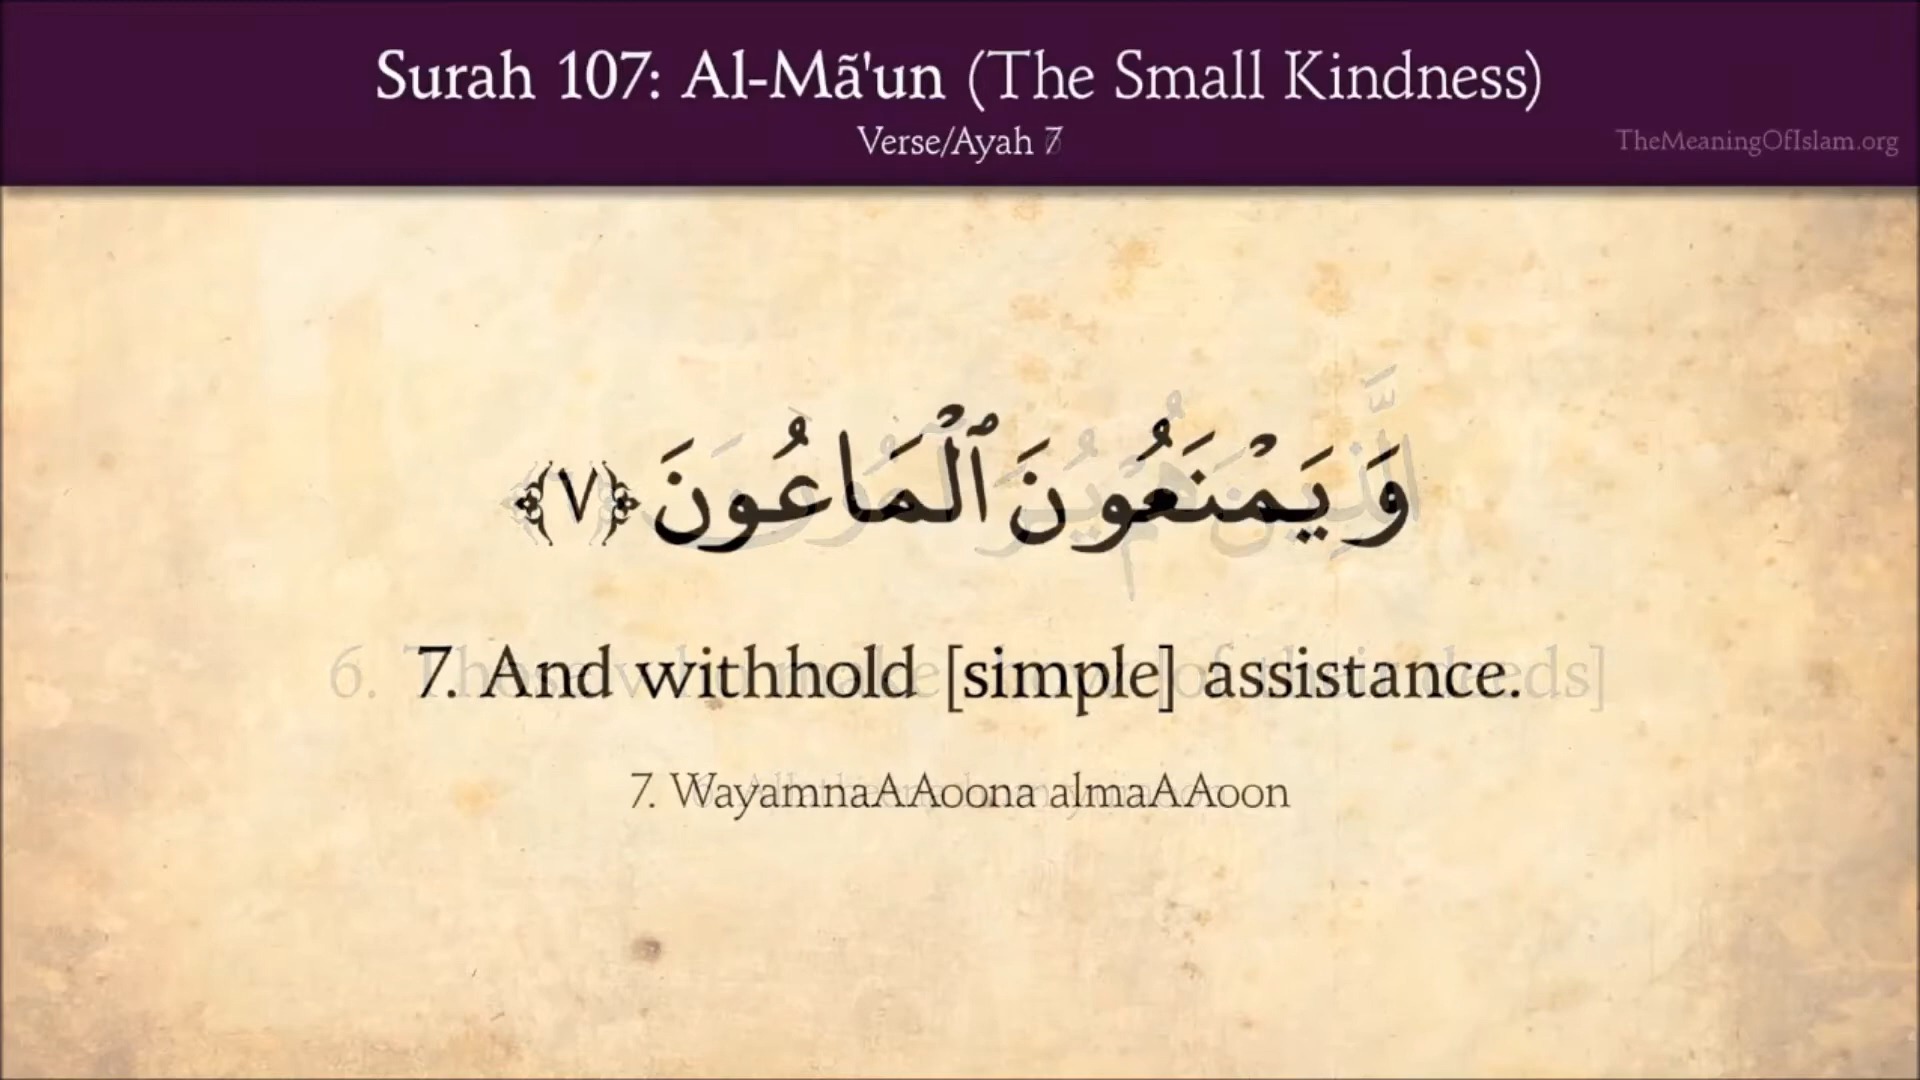 Surah 107: Al-Mã'un (The Small Kindness)
Verse/Ayah 7
TheMeaningOfIslam.org
وَيَمْنَعُونَ ٱلْمَاعُونَ ﴿٧﴾
7. And withhold [simple] assistance.
7. WayamnaAAoona almaAAoon